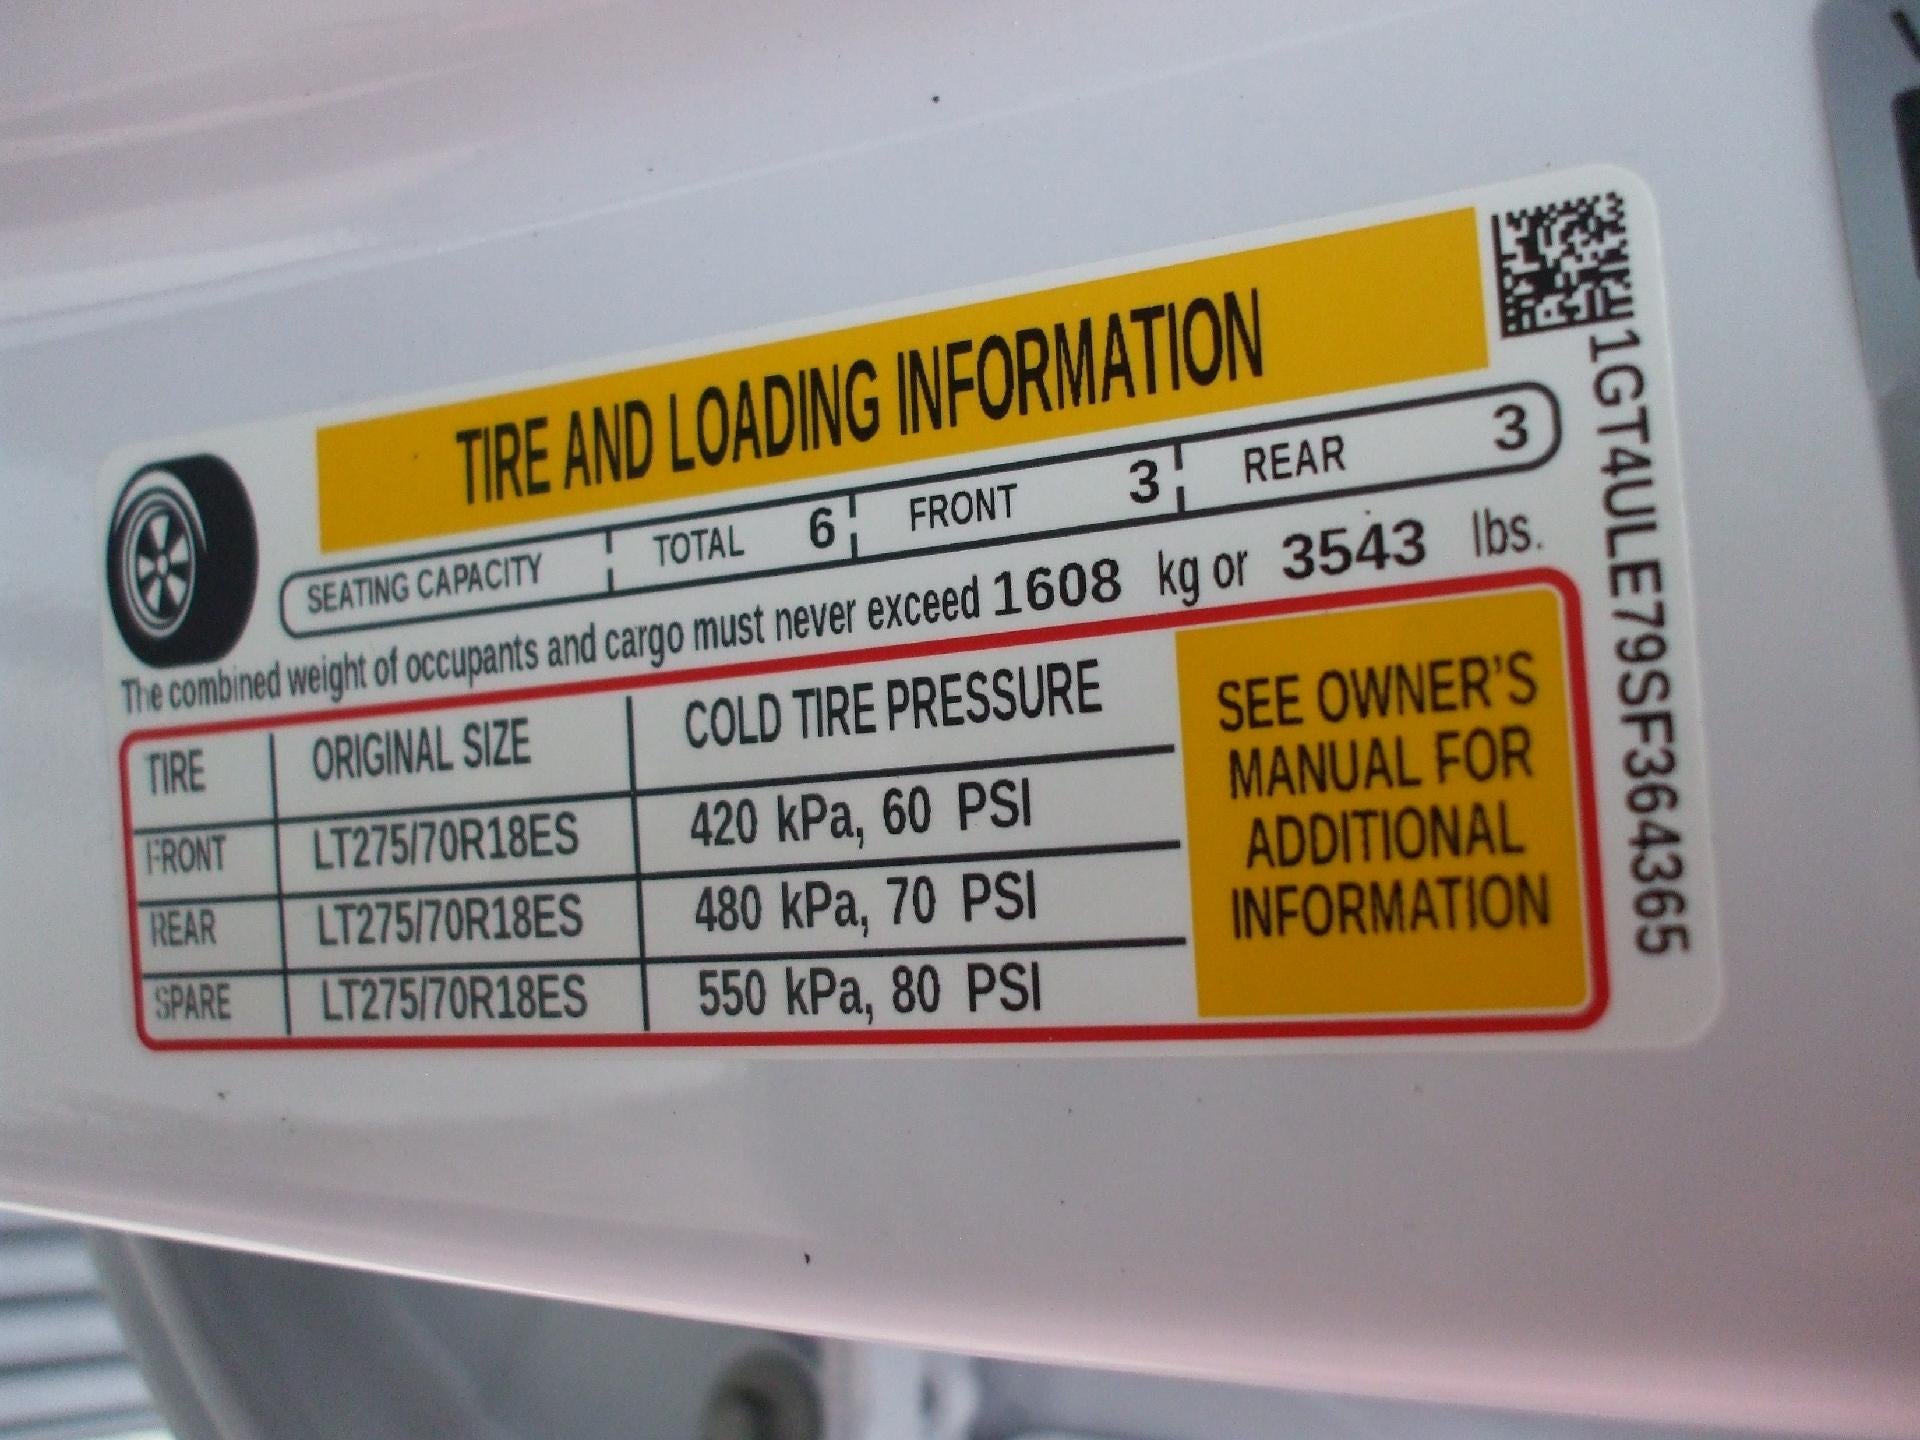 TIRE AND LOADING INFORMATION
SEATING CAPACITY TOTAL 6 FRONT 3 REAR 3
The combined weight of occupants and cargo must never exceed 1608 kg or 3543 lbs.
TIRE ORIGINAL SIZE COLD TIRE PRESSURE
FRONT LT275/70R18ES 420 kPa, 60 PSI
REAR LT275/70R18ES 480 kPa, 70 PSI
SPARE LT275/70R18ES 550 kPa, 80 PSI
SEE OWNER'S
MANUAL FOR
ADDITIONAL
INFORMATION
1GT4ULE79SF364365